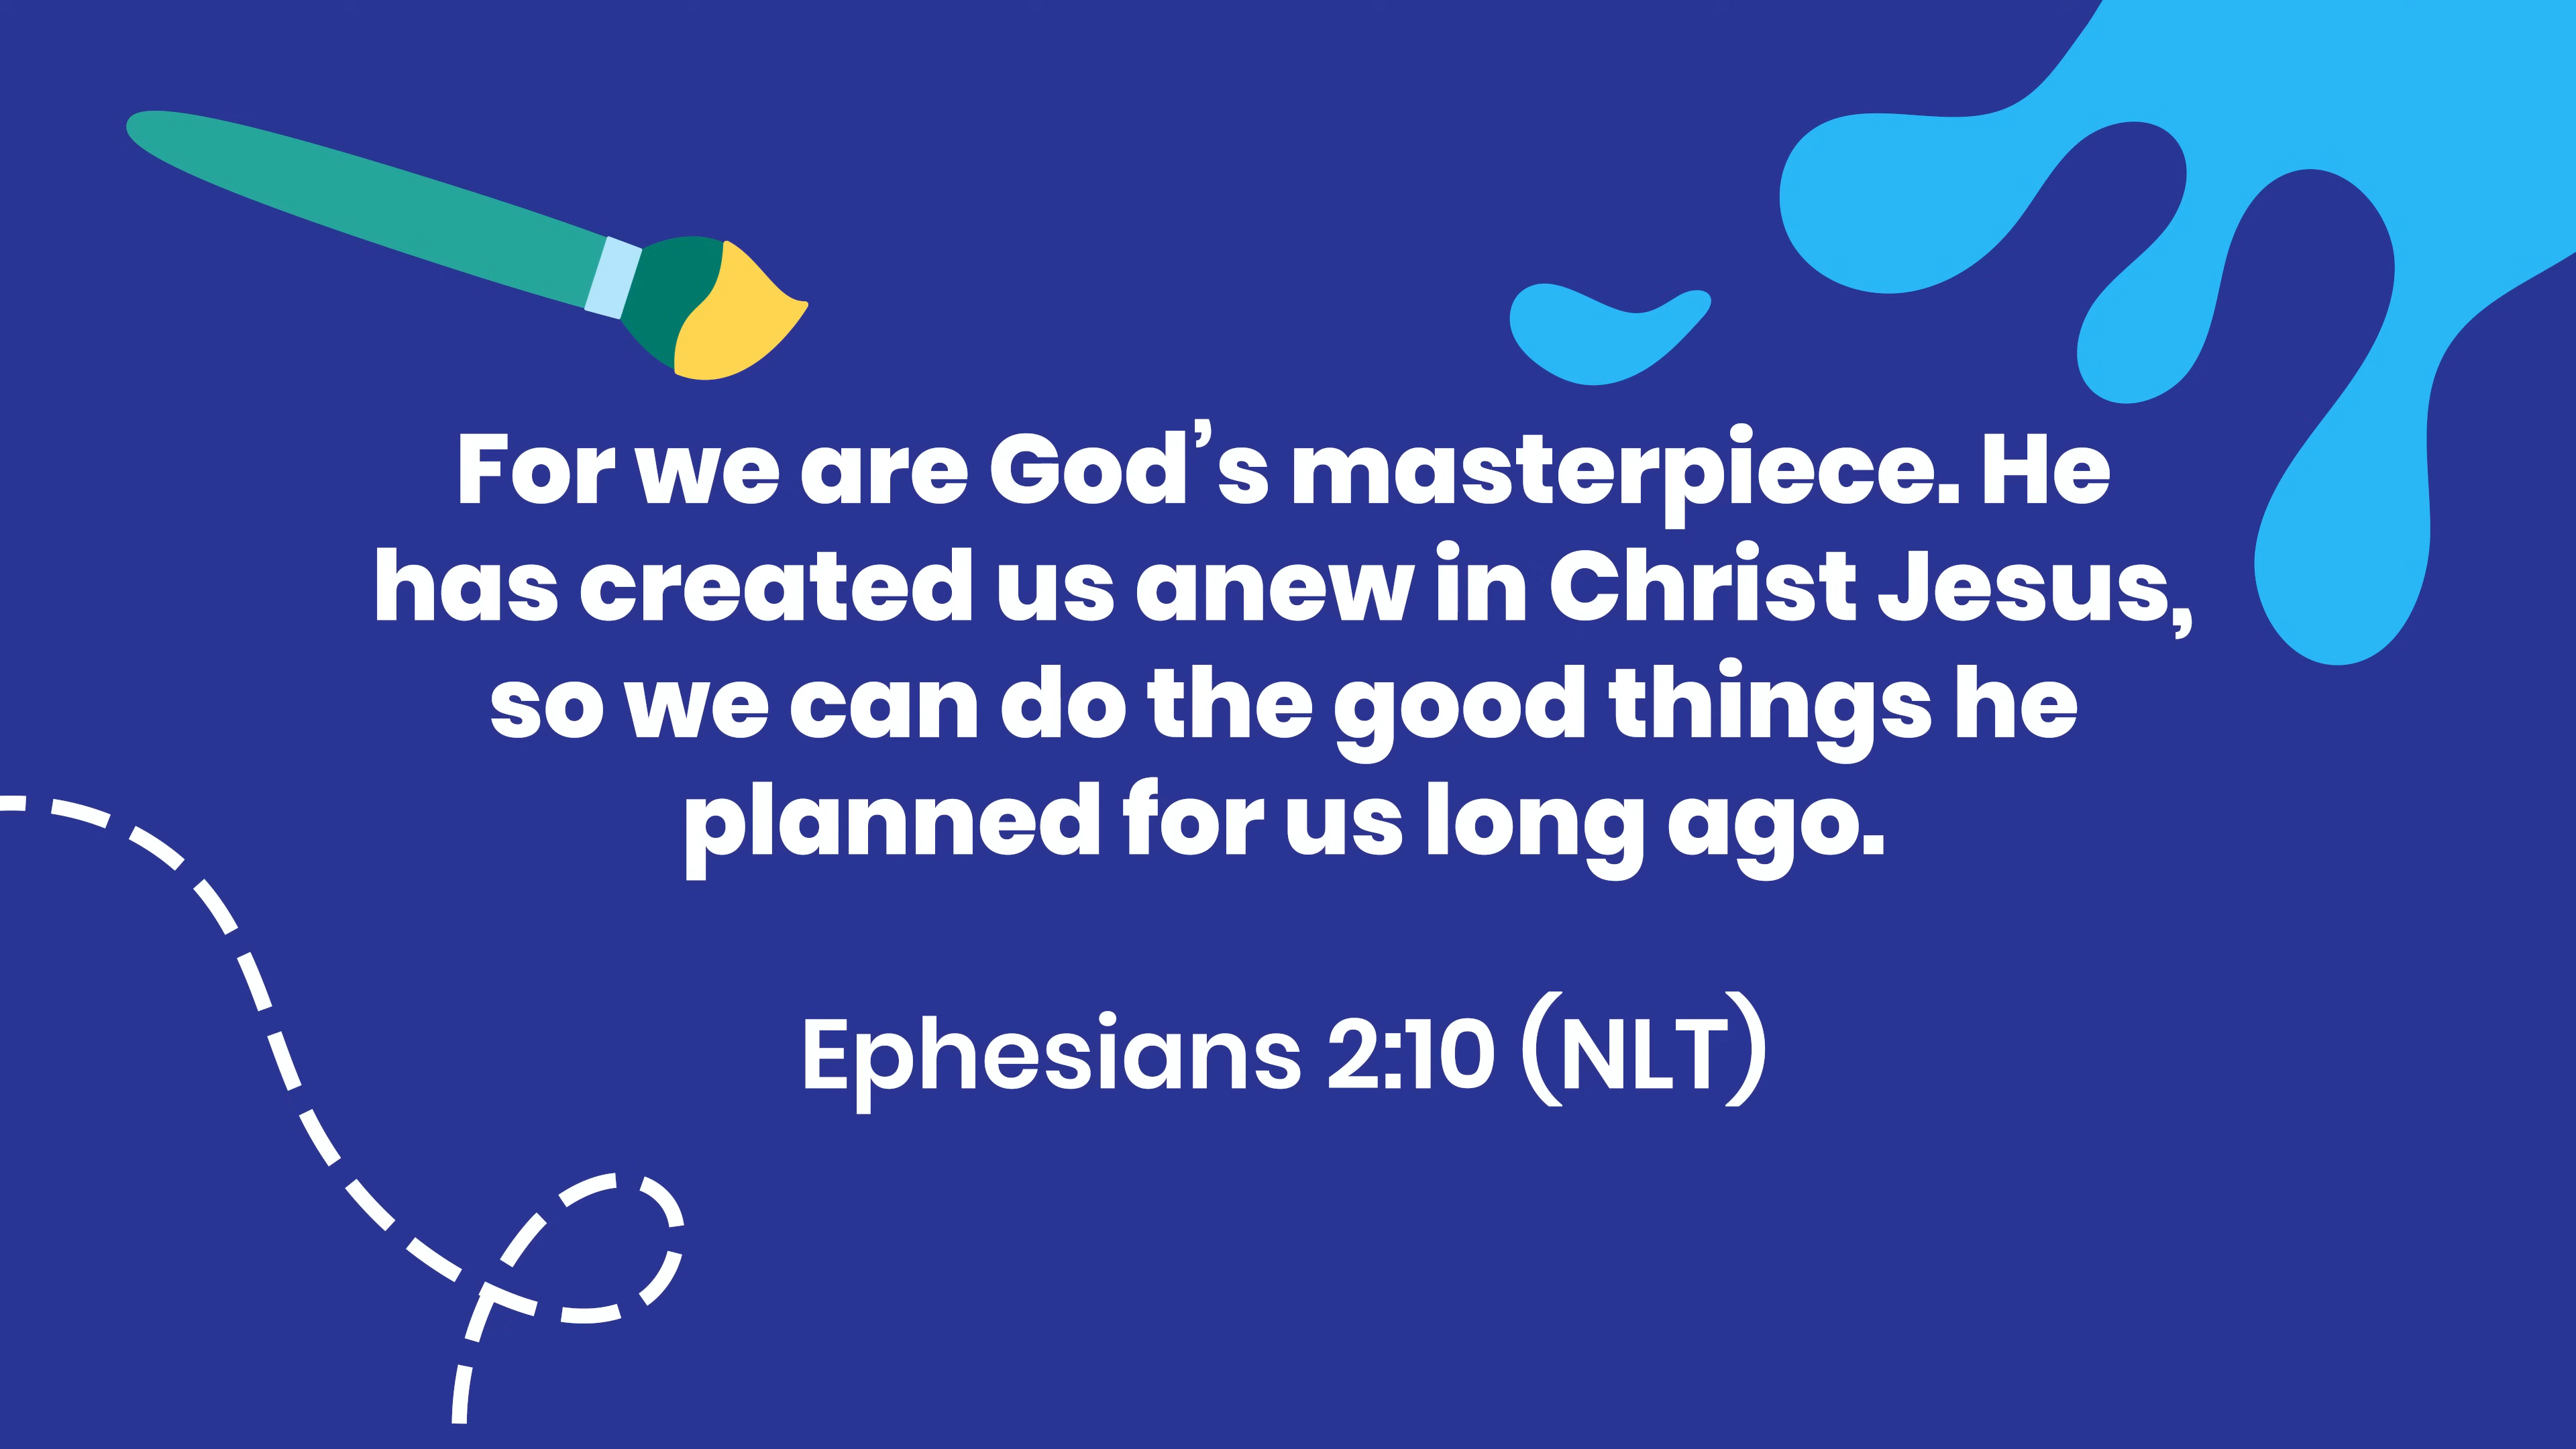 For we are God’s masterpiece. He
has created us anew in Christ Jesus,
so we can do the good things he
planned for us long ago.
Ephesians 2:10 (NLT)